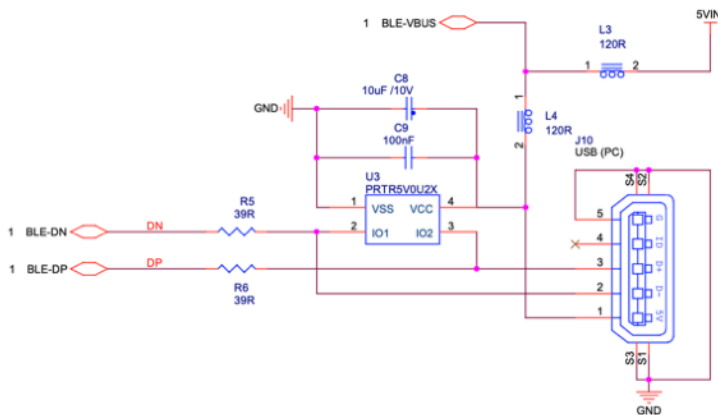 1 BLE-VBUS
5VIN
L3
120R
1 2
C8
10uF /10V
GND
C9
100nF
1
L4
120R
2
J10
USB (PC)
S4 S2
U3
PRTR5V0U2X
1 VSS VCC 4
2 IO1 IO2 3
R5
39R
1 BLE-DN DN
1 BLE-DP DP
R6
39R
5 G
4 ID
3 D+
2 D-
1 5V
S3 S1
GND